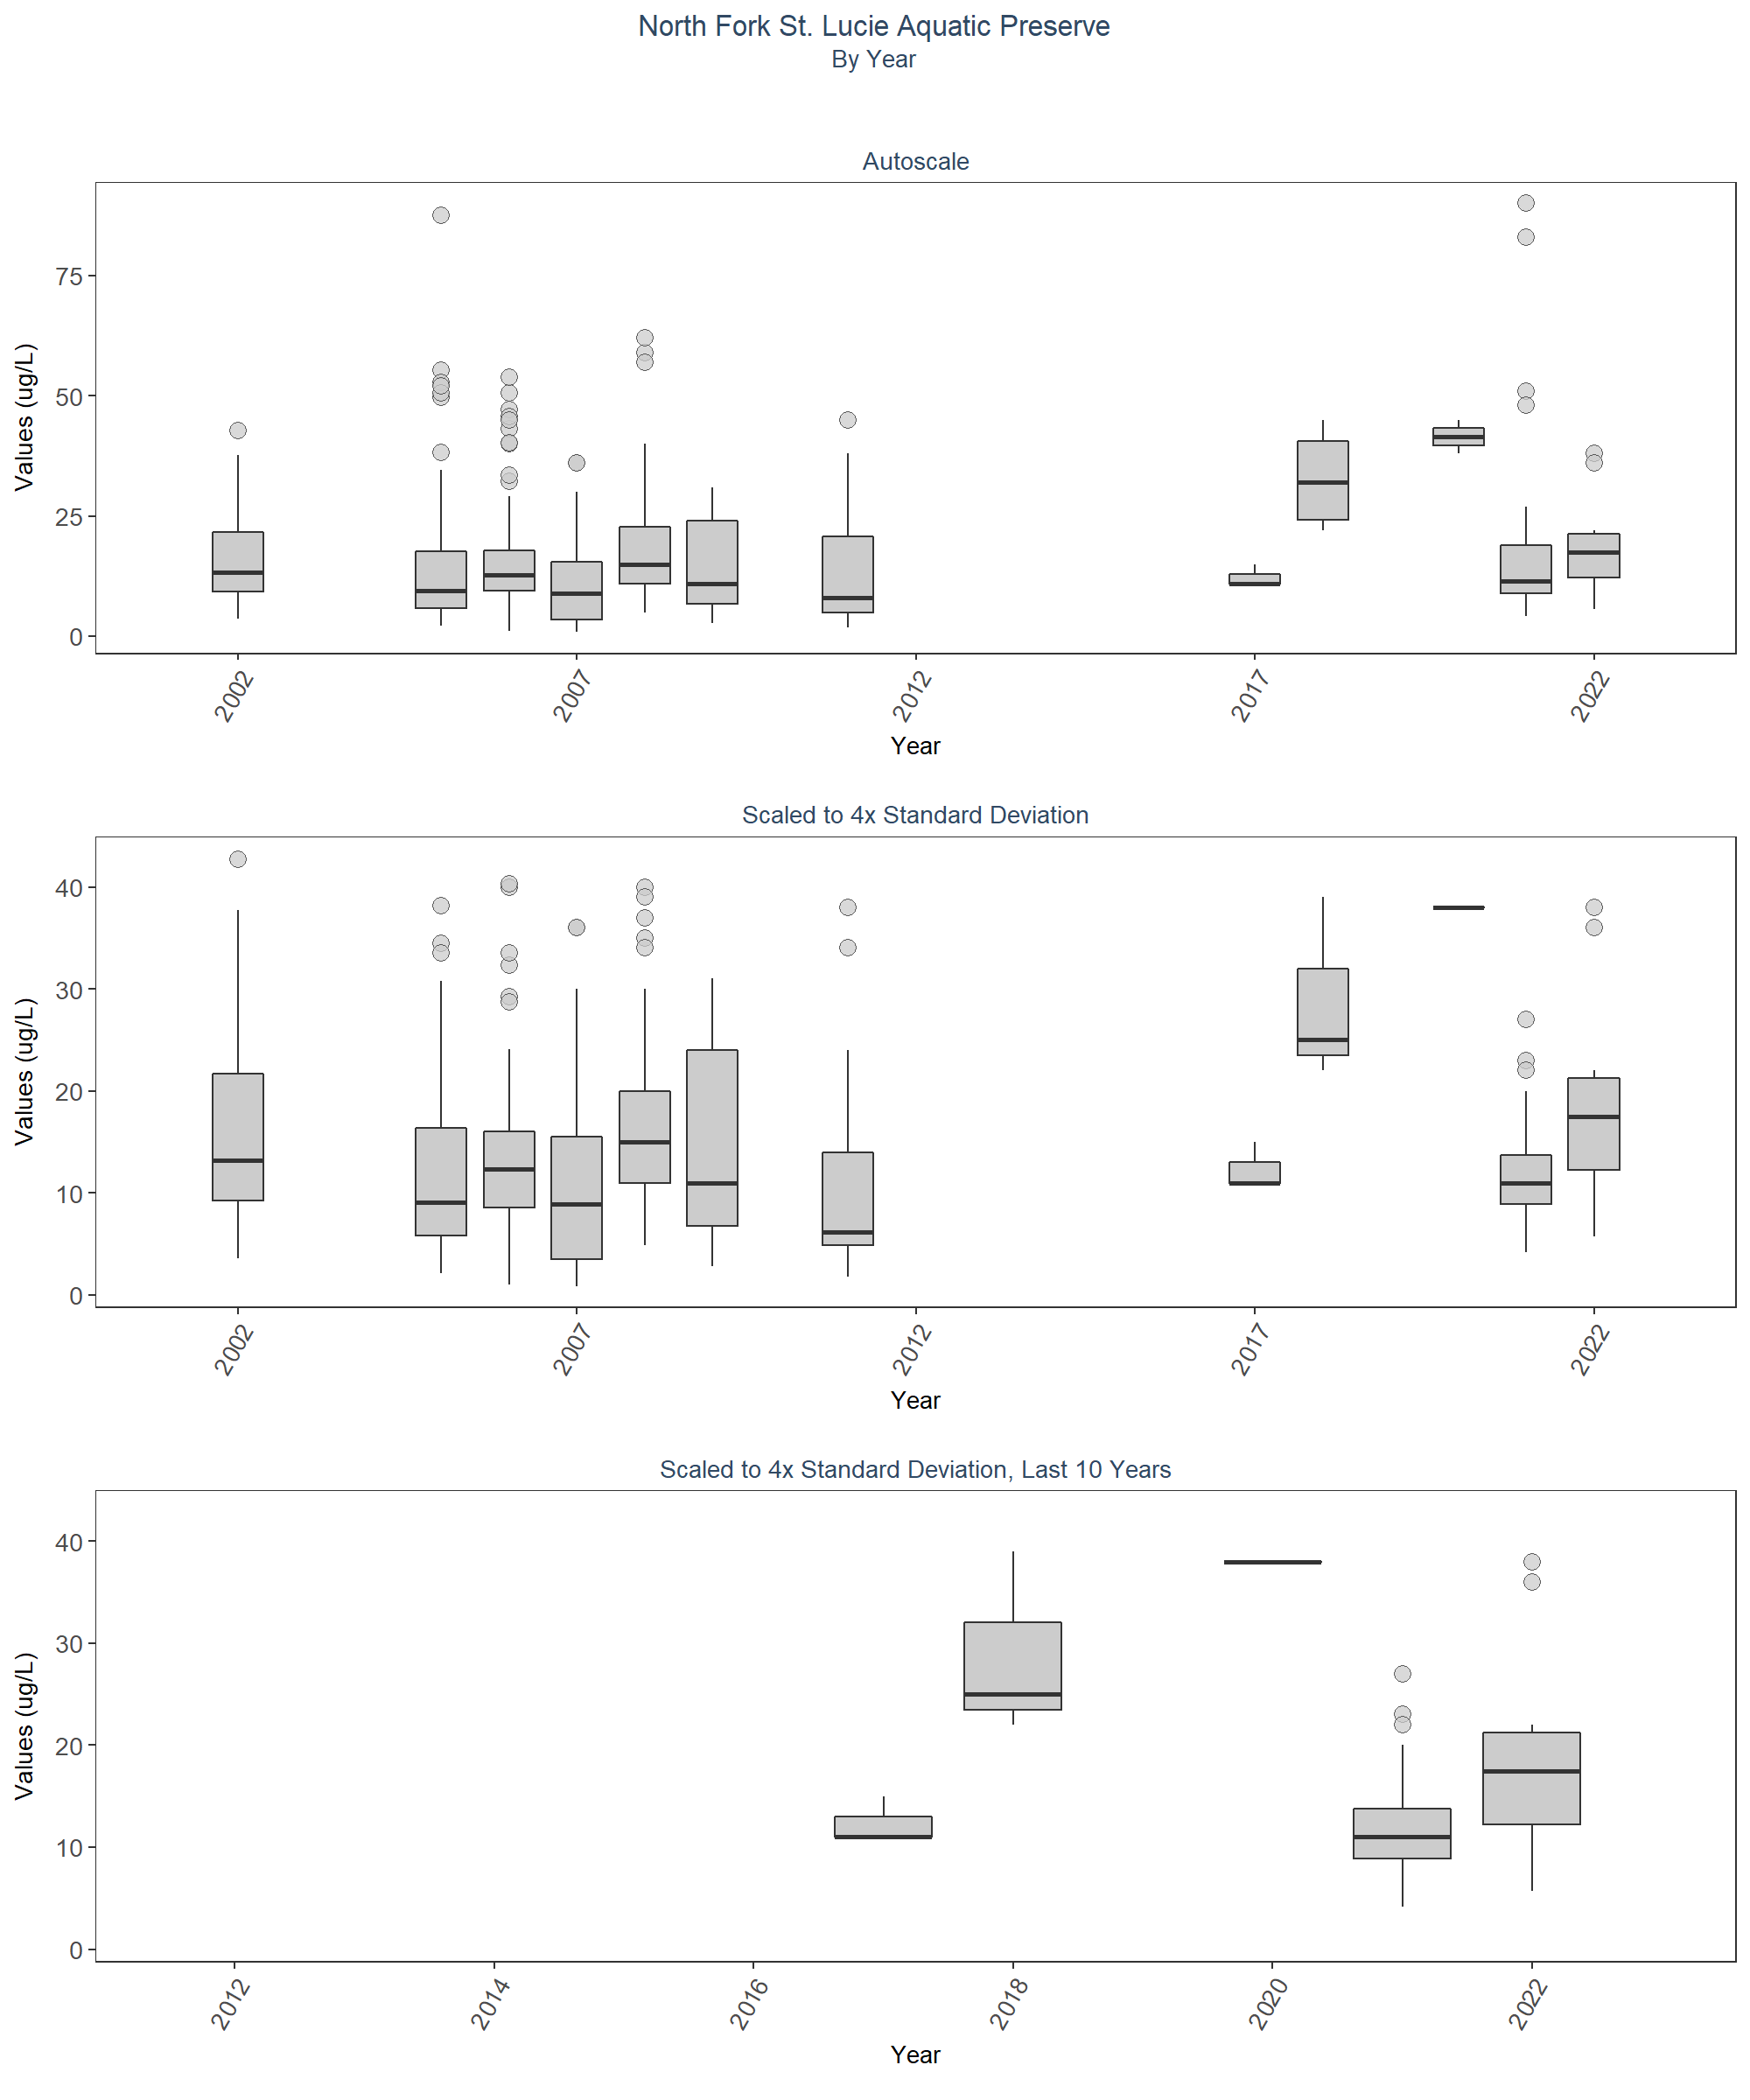 North Fork St. Lucie Aquatic Preserve
By Year
Autoscale
Values (ug/L)
75
50
25
0
2002
2007
2012
2017
2022
Year
Scaled to 4x Standard Deviation
Values (ug/L)
40
30
20
10
0
2002
2007
2012
2017
2022
Year
Scaled to 4x Standard Deviation, Last 10 Years
Values (ug/L)
40
30
20
10
0
2012
2014
2016
2018
2020
2022
Year